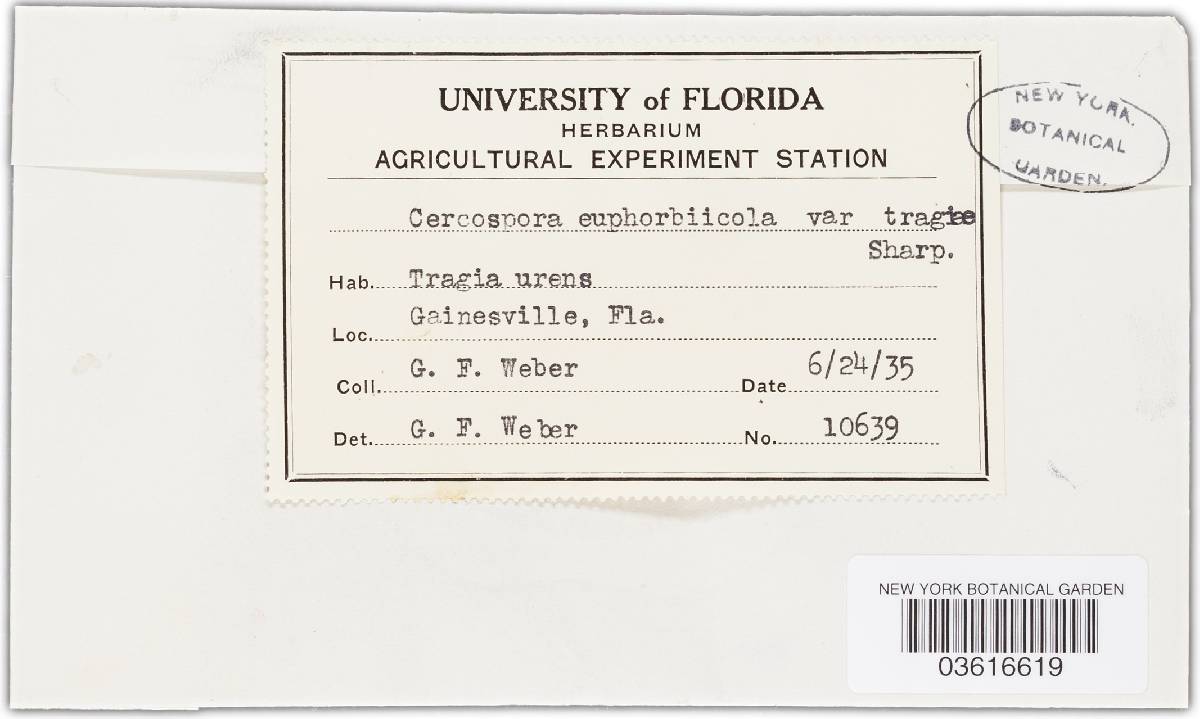 UNIVERSITY of FLORIDA
HERBARIUM
AGRICULTURAL EXPERIMENT STATION
NEW YORK
BOTANICAL
GARDEN.
Cercospora euphorbiicola var tragiae
Sharp.
Hab. Tragia urens
Loc. Gainesville, Fla.
Coll. G. F. Weber Date 6/24/35
Det. G. F. Weber No. 10639
NEW YORK BOTANICAL GARDEN
03616619